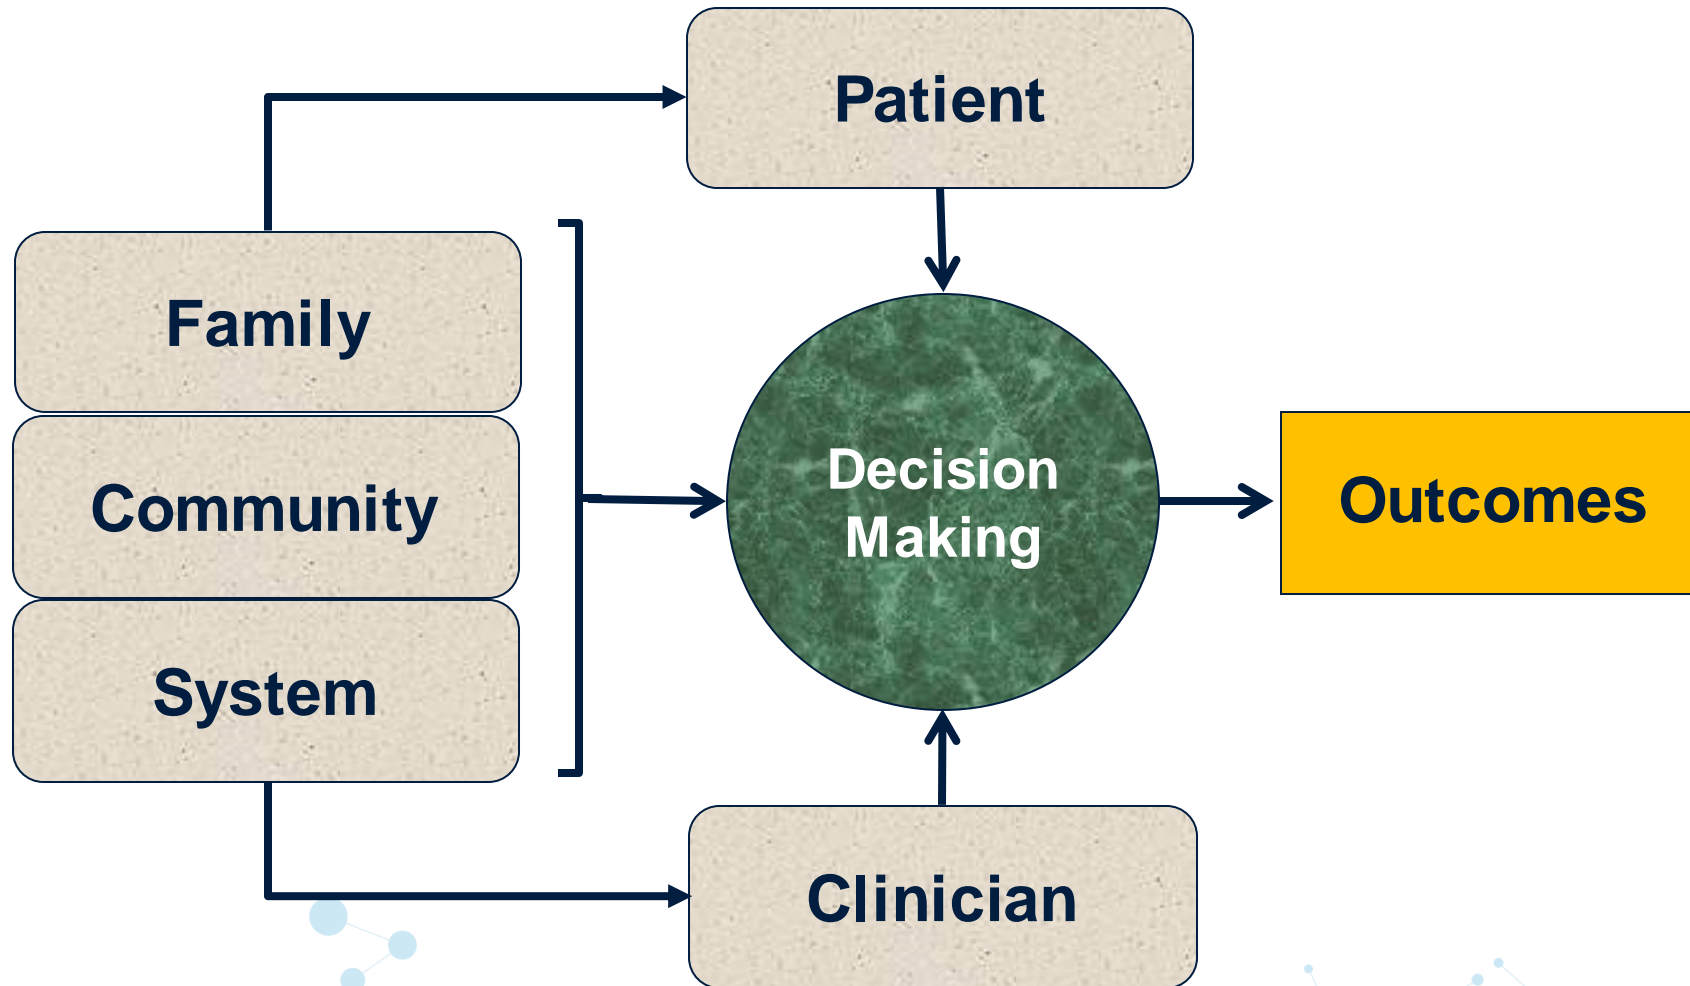 Patient
Family
Community
System
Decision
Making
Outcomes
Clinician